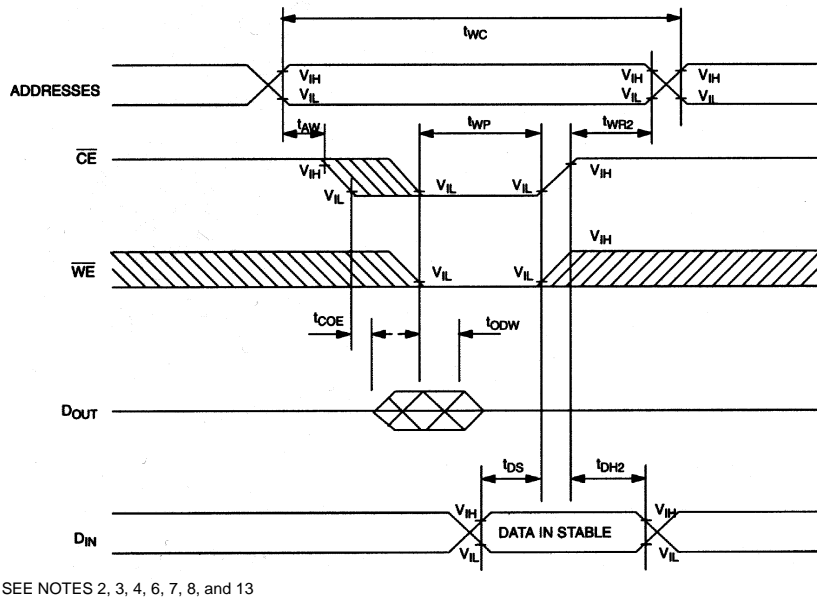 tWC
ADDRESSES
VIH
VIL
VIH
VIL
VIH
VIL
tAW
tWP
tWR2
CE
VIH
VIL
VIL
VIL
VIH
WE
VIL
VIL
VIH
tCOE
tODW
DOUT
tDS
tDH2
DIN
VIH
VIL
DATA IN STABLE
VIH
VIL
SEE NOTES 2, 3, 4, 6, 7, 8, and 13